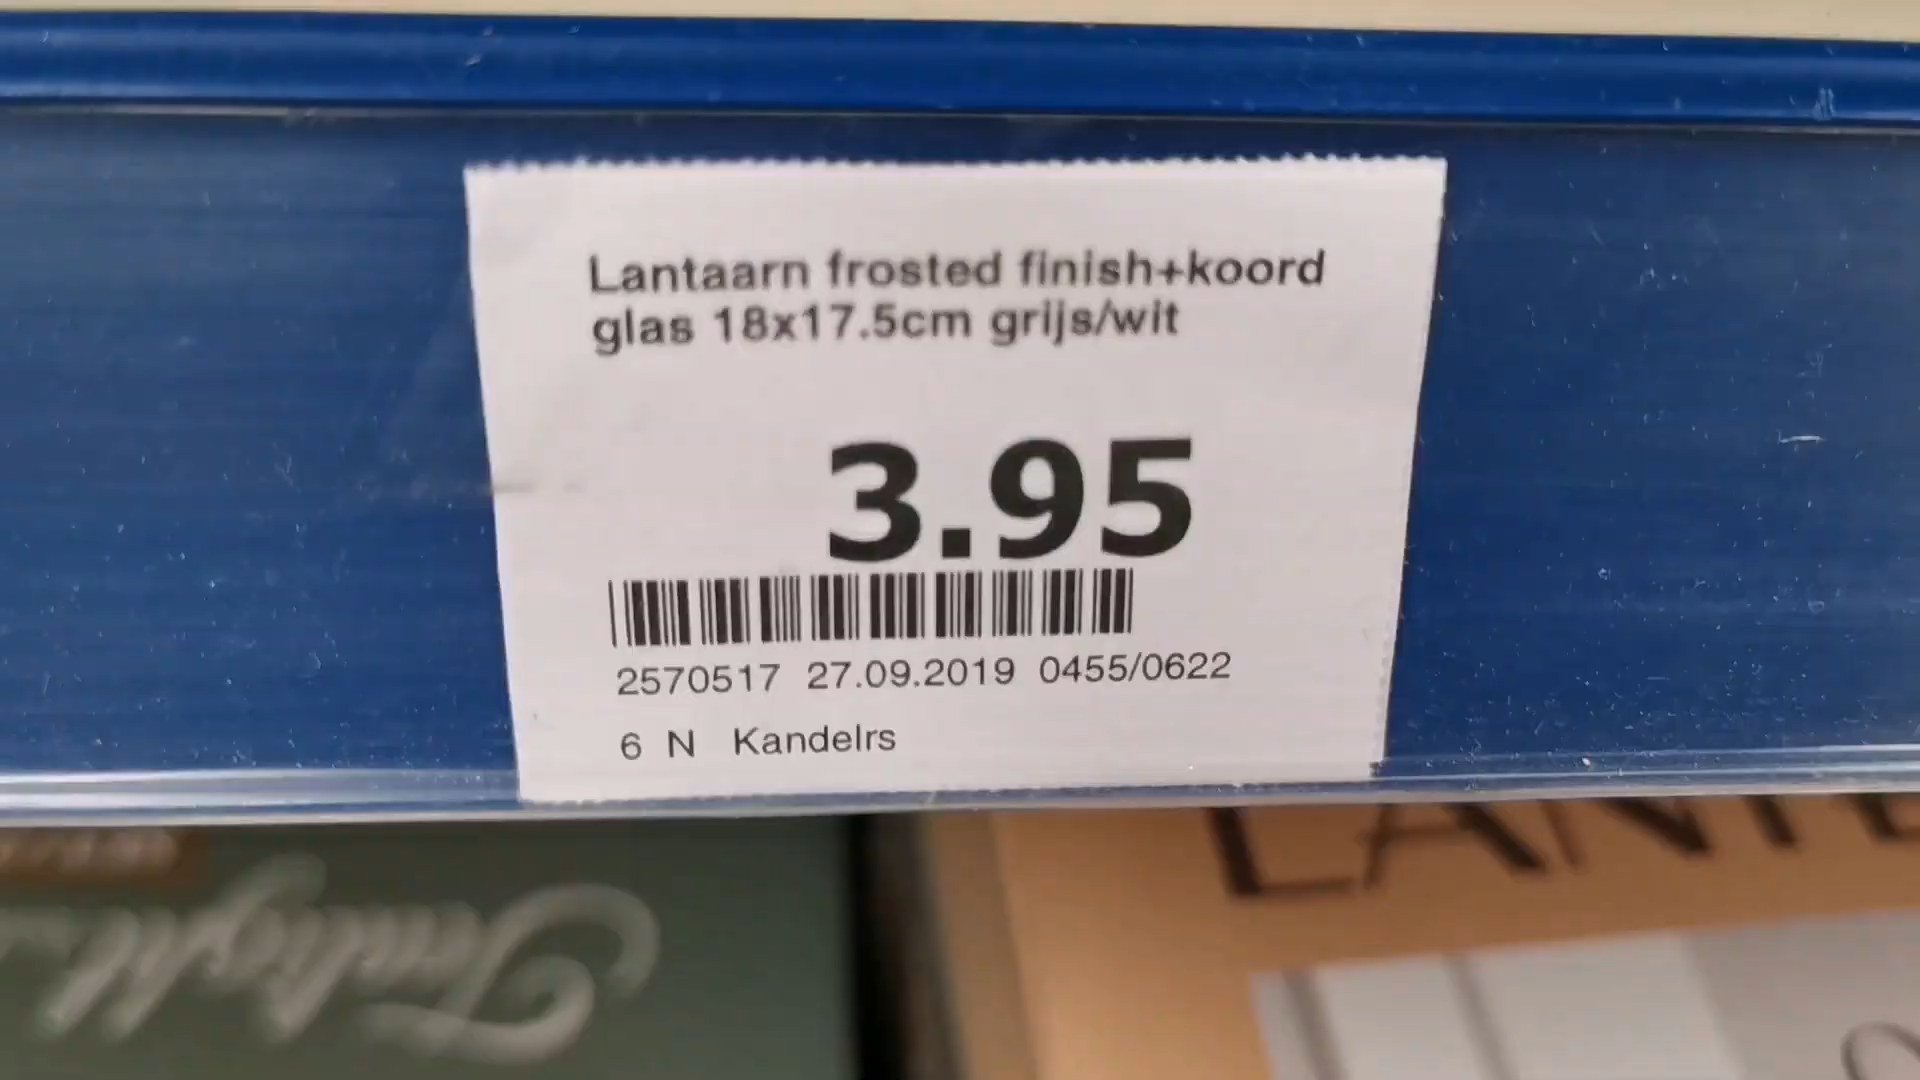 Lantaarn frosted finish+koord
glas 18x17.5cm grijs/wit
3.95
2570517 27.09.2019 0455/0622
6 N Kandelrs
Tealight